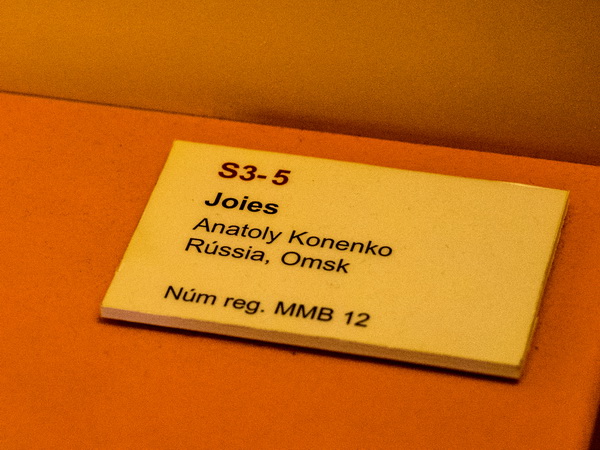 S3-5
Joies
Anatoly Konenko
Rússia, Omsk
Núm reg. MMB 12